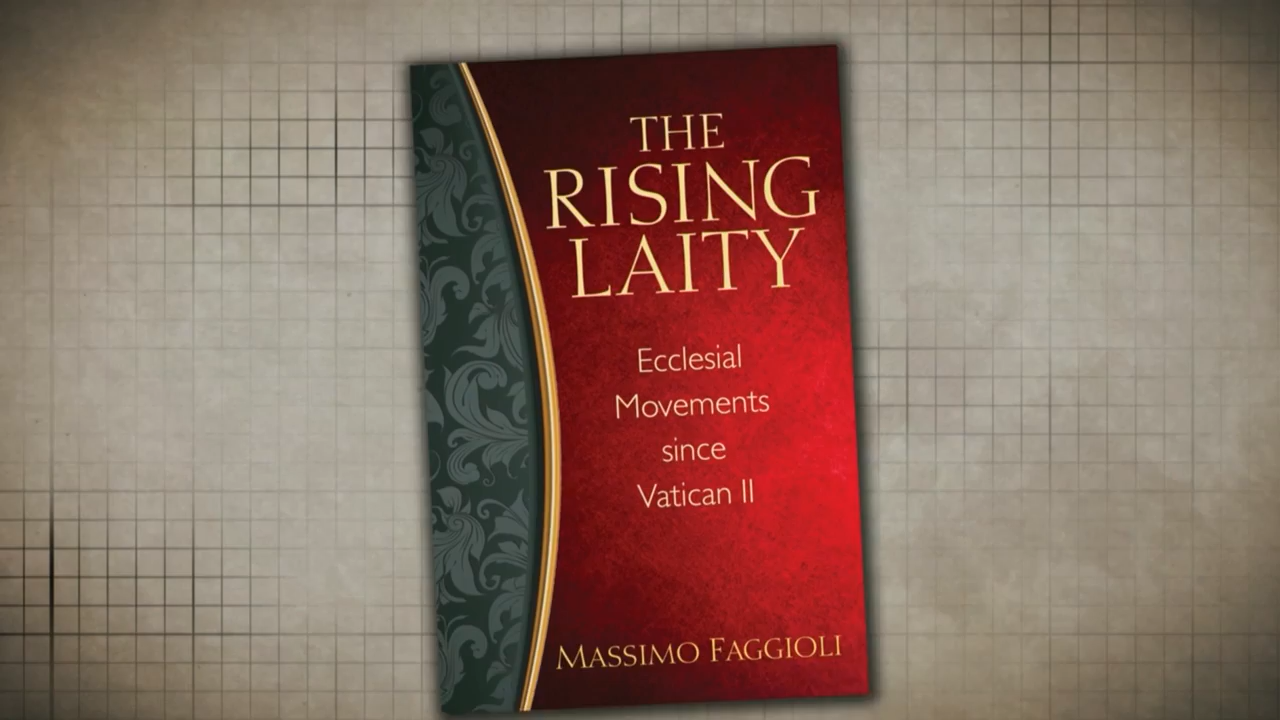 THE
RISING
LAITY
Ecclesial
Movements
since
Vatican II
MASSIMO FAGGIOLI